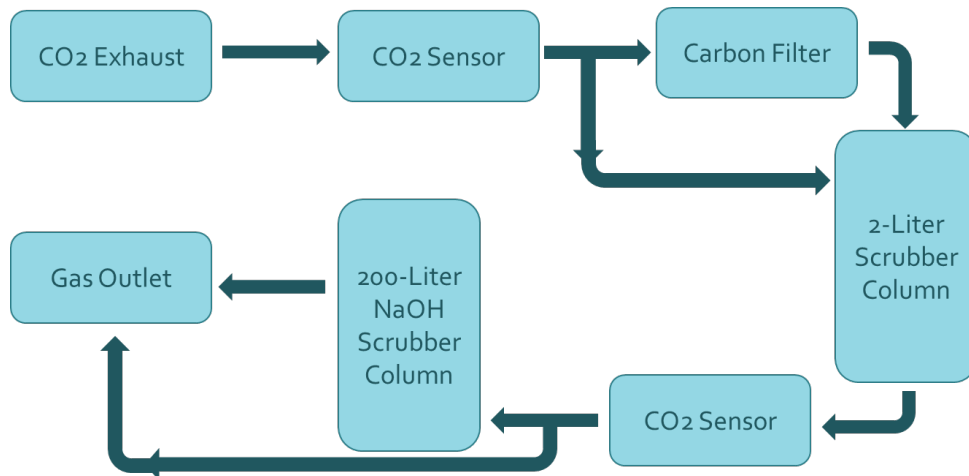 CO2 Exhaust
CO2 Sensor
Carbon Filter
2-Liter
Scrubber
Column
CO2 Sensor
200-Liter
NaOH
Scrubber
Column
Gas Outlet